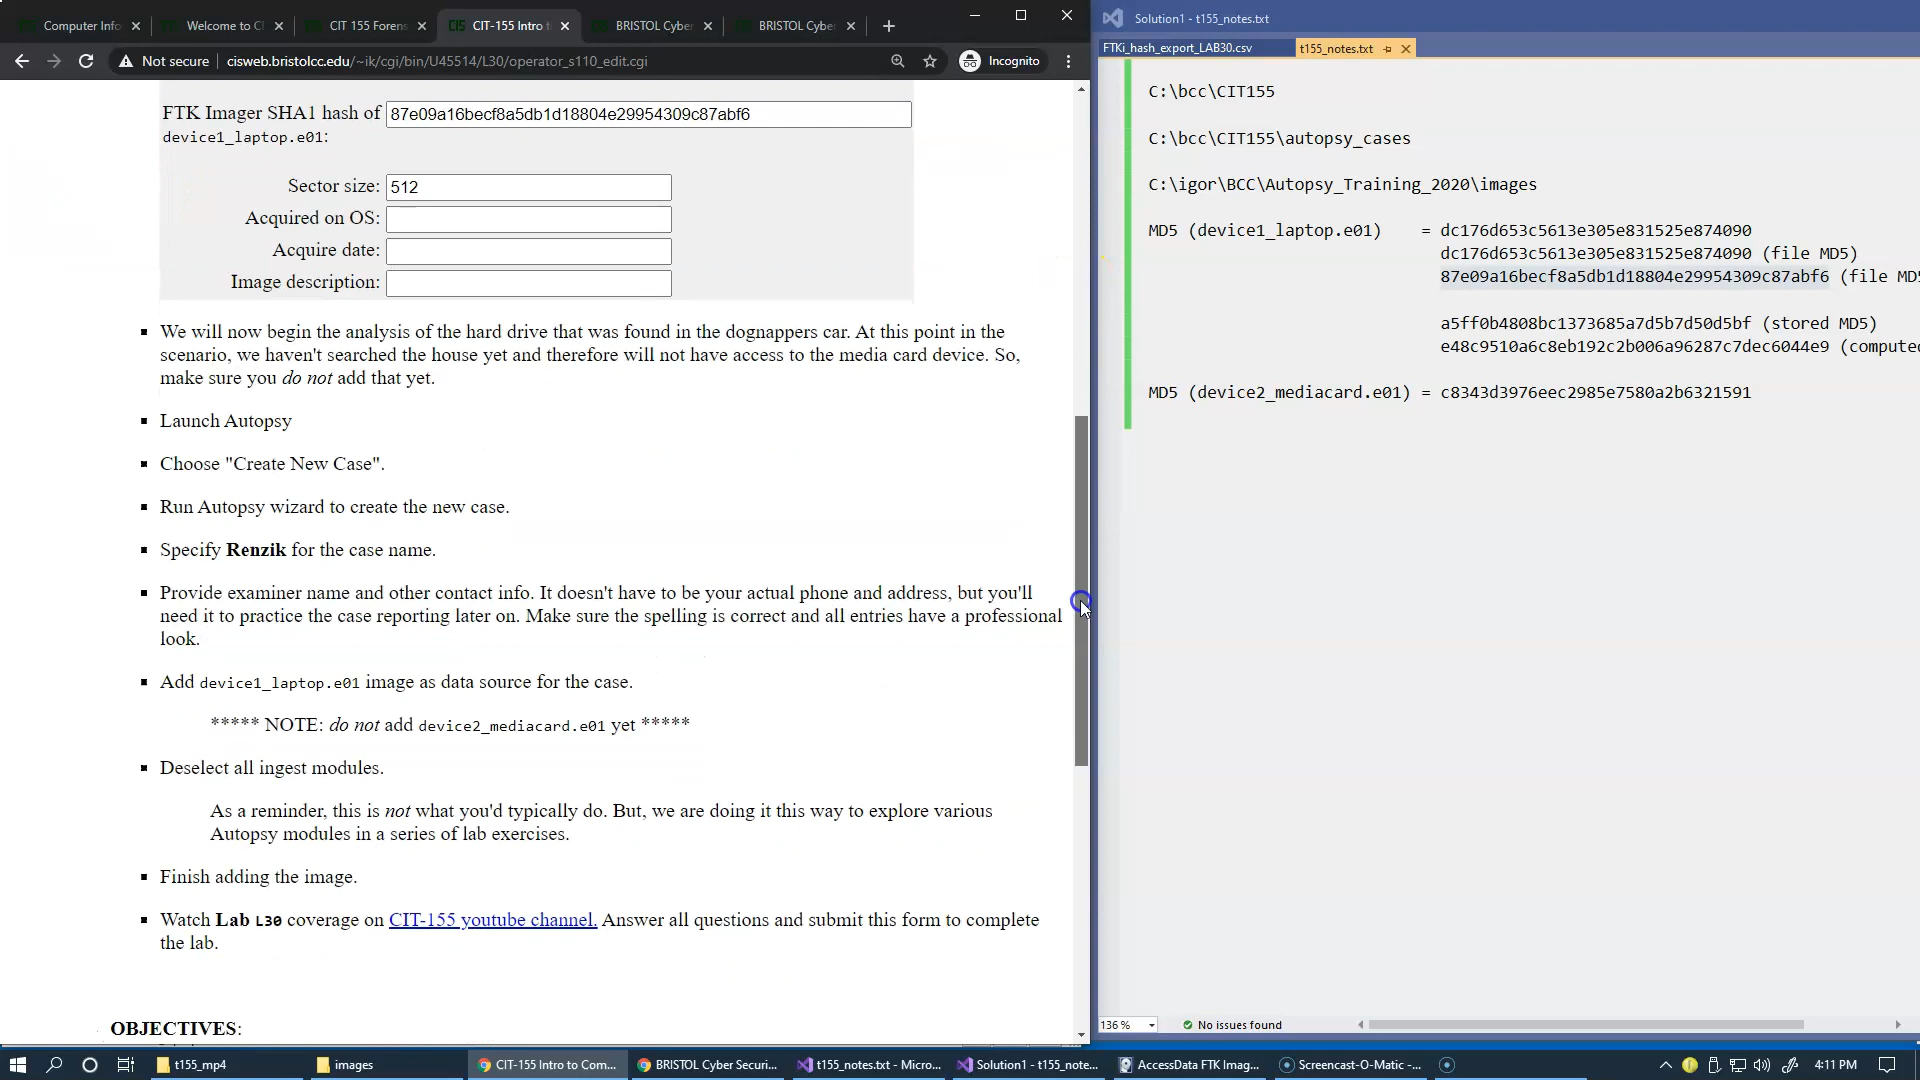 Computer Info
Welcome to CI
CIT 155 Forens
CIT-155 Intro t
BRISTOL Cyber
BRISTOL Cyber
Not secure
cisweb.bristolcc.edu/~ik/cgi/bin/U45514/L30/operator_s110_edit.cgi
Incognito
FTK Imager SHA1 hash of
device1_laptop.e01:
87e09a16becf8a5db1d18804e29954309c87abf6
Sector size: 512
Acquired on OS:
Acquire date:
Image description:
We will now begin the analysis of the hard drive that was found in the dognappers car. At this point in the
scenario, we haven't searched the house yet and therefore will not have access to the media card device. So,
make sure you do not add that yet.
Launch Autopsy
Choose "Create New Case".
Run Autopsy wizard to create the new case.
Specify Renzik for the case name.
Provide examiner name and other contact info. It doesn't have to be your actual phone and address, but you'll
need it to practice the case reporting later on. Make sure the spelling is correct and all entries have a professional
look.
Add device1_laptop.e01 image as data source for the case.
***** NOTE: do not add device2_mediacard.e01 yet *****
Deselect all ingest modules.
As a reminder, this is not what you'd typically do. But, we are doing it this way to explore various
Autopsy modules in a series of lab exercises.
Finish adding the image.
Watch Lab L30 coverage on CIT-155 youtube channel. Answer all questions and submit this form to complete
the lab.
OBJECTIVES:
Solution1 - t155_notes.txt
FTKi_hash_export_LAB30.csv
t155_notes.txt
C:\bcc\CIT155
C:\bcc\CIT155\autopsy_cases
C:\igor\BCC\Autopsy_Training_2020\images
MD5 (device1_laptop.e01) = dc176d653c5613e305e831525e874090
dc176d653c5613e305e831525e874090 (file MD5)
87e09a16becf8a5db1d18804e29954309c87abf6 (file MD5
a5ff0b4808bc1373685a7d5b7d50d5bf (stored MD5)
e48c9510a6c8eb192c2b006a96287c7dec6044e9 (compute
MD5 (device2_mediacard.e01) = c8343d3976eec2985e7580a2b6321591
136 %
No issues found
t155_mp4
images
CIT-155 Intro to Com...
BRISTOL Cyber Securi...
t155_notes.txt - Micro...
Solution1 - t155_note...
AccessData FTK Imag...
Screencast-O-Matic -...
4:11 PM